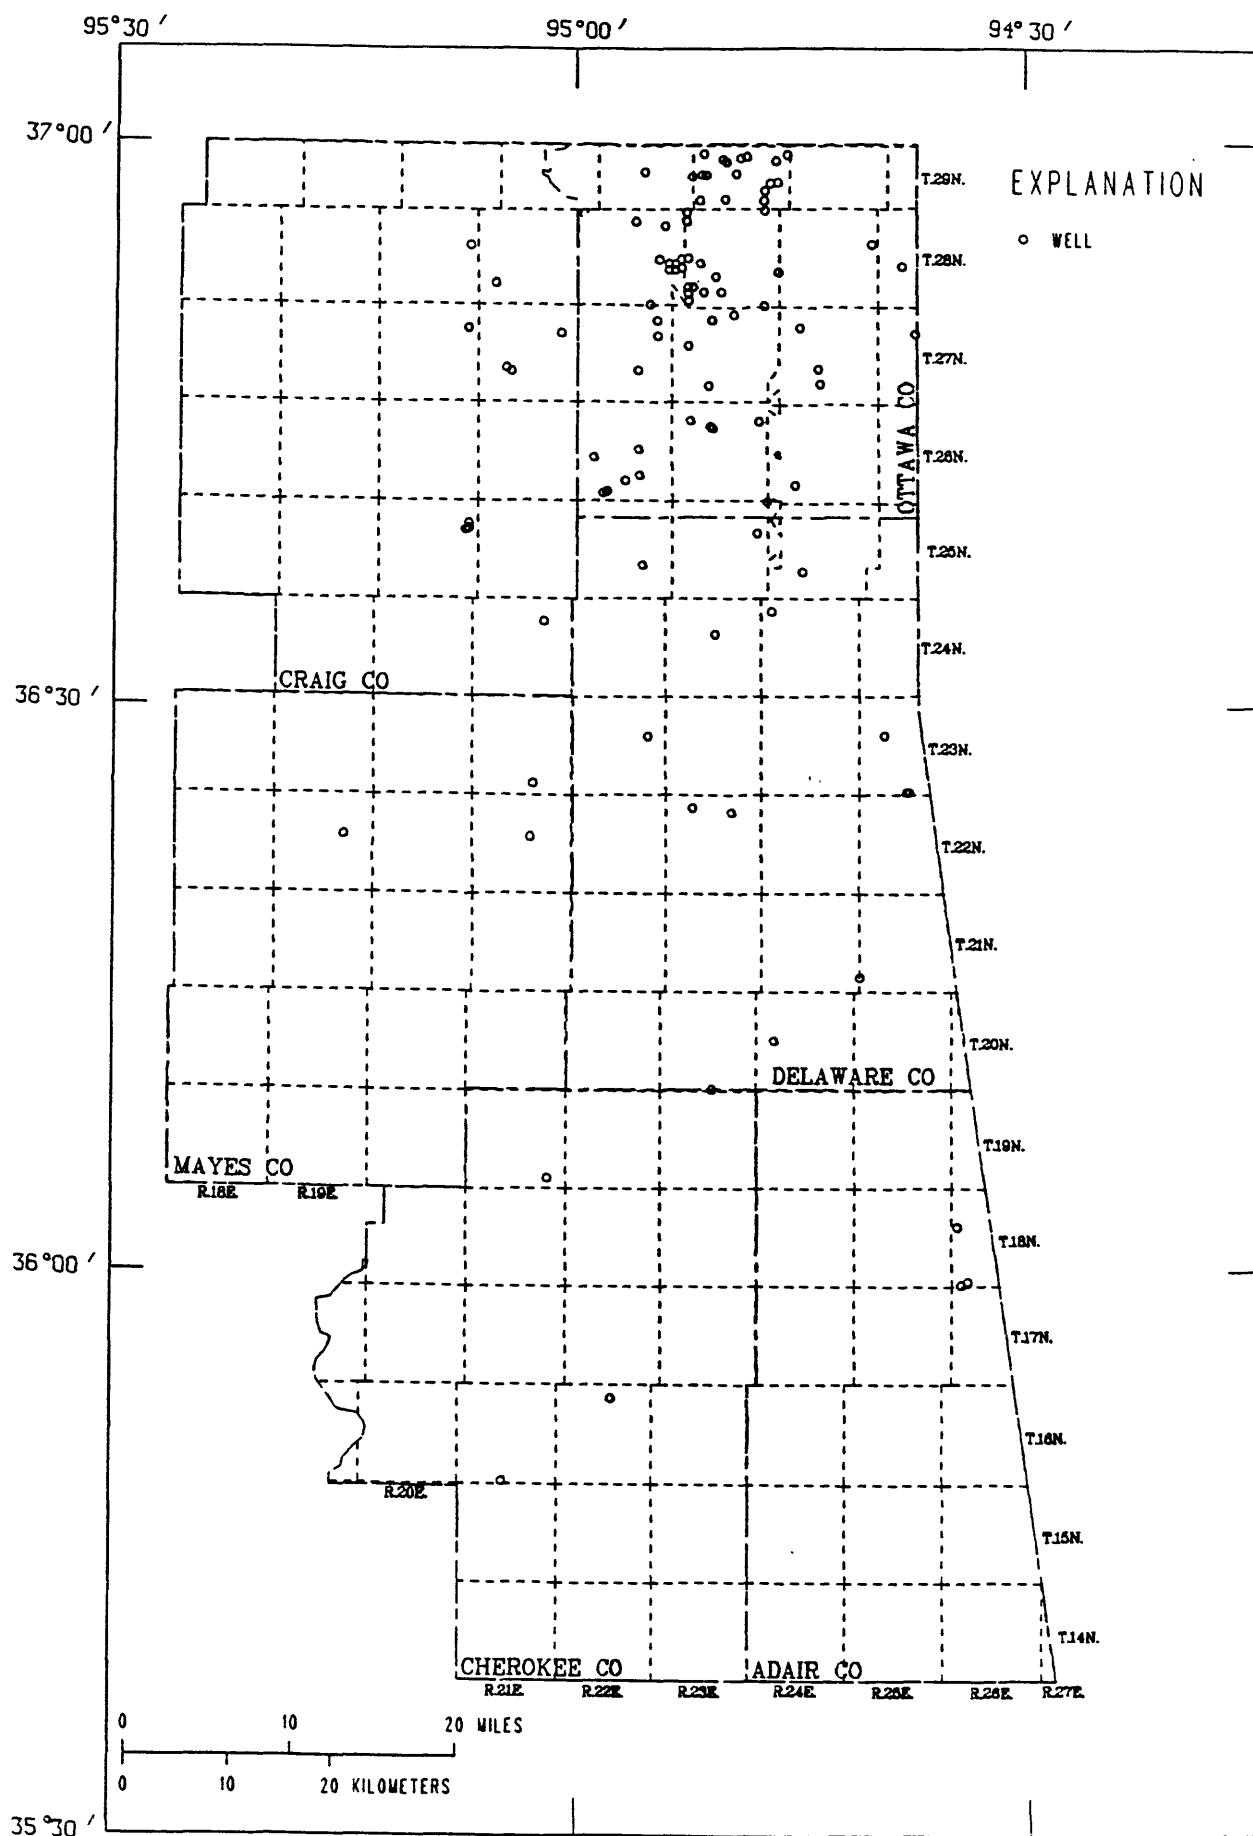 95°30′ 95°00′ 94°30′
37°00′
T.29N.
EXPLANATION
WELL
T.28N.
T.27N.
OTTAWA CO
T.26N.
T.25N.
T.24N.
CRAIG CO
36°30′
T.23N.
T.22N.
T.21N.
T.20N.
DELAWARE CO
T.19N.
MAYES CO
R.18E. R.19E.
T.18N.
36°00′
T.17N.
T.16N.
R.20E.
T.15N.
T.14N.
CHEROKEE CO ADAIR CO
R.21E. R.22E. R.23E. R.24E. R.25E. R.26E. R.27E.
0 10 20 MILES
0 10 20 KILOMETERS
35°30′